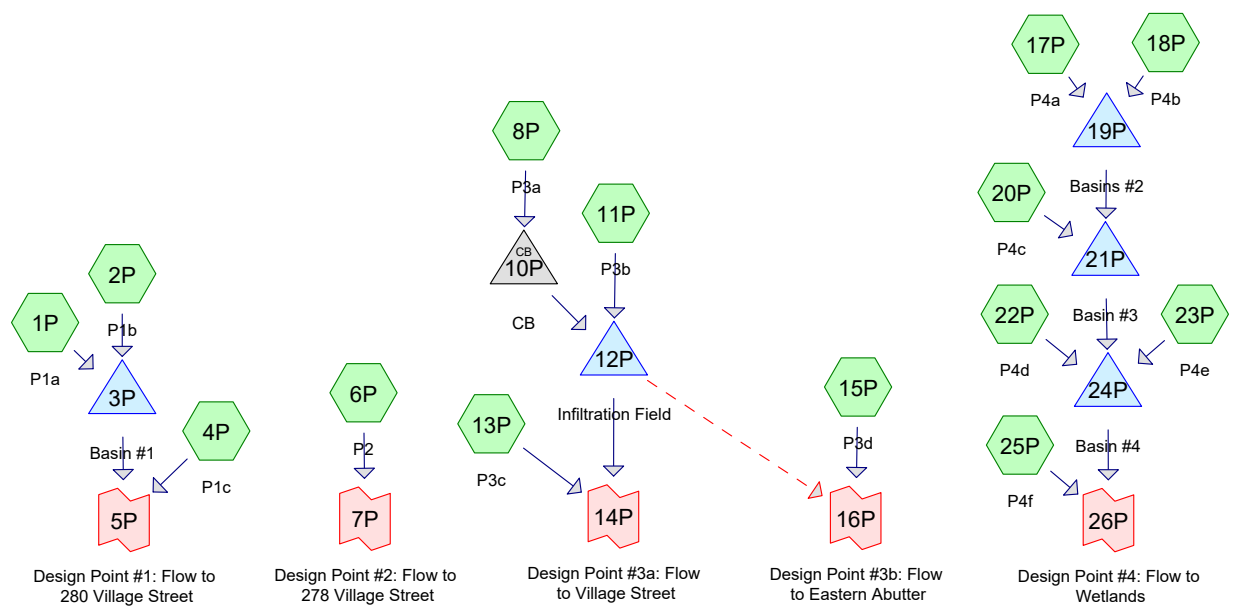 17P
18P
P4a
P4b
19P
8P
P3a
Basins #2
20P
11P
P4c
CB
10P
21P
P3b
2P
1P
P1b
CB
Basin #3
22P
23P
12P
P1a
P4d
P4e
3P
6P
15P
24P
Infiltration Field
4P
13P
P2
P3d
25P
Basin #4
Basin #1
P1c
P3c
P4f
5P
7P
14P
16P
26P
Design Point #1: Flow to
280 Village Street
Design Point #2: Flow to
278 Village Street
Design Point #3a: Flow
to Village Street
Design Point #3b: Flow
to Eastern Abutter
Design Point #4: Flow to
Wetlands